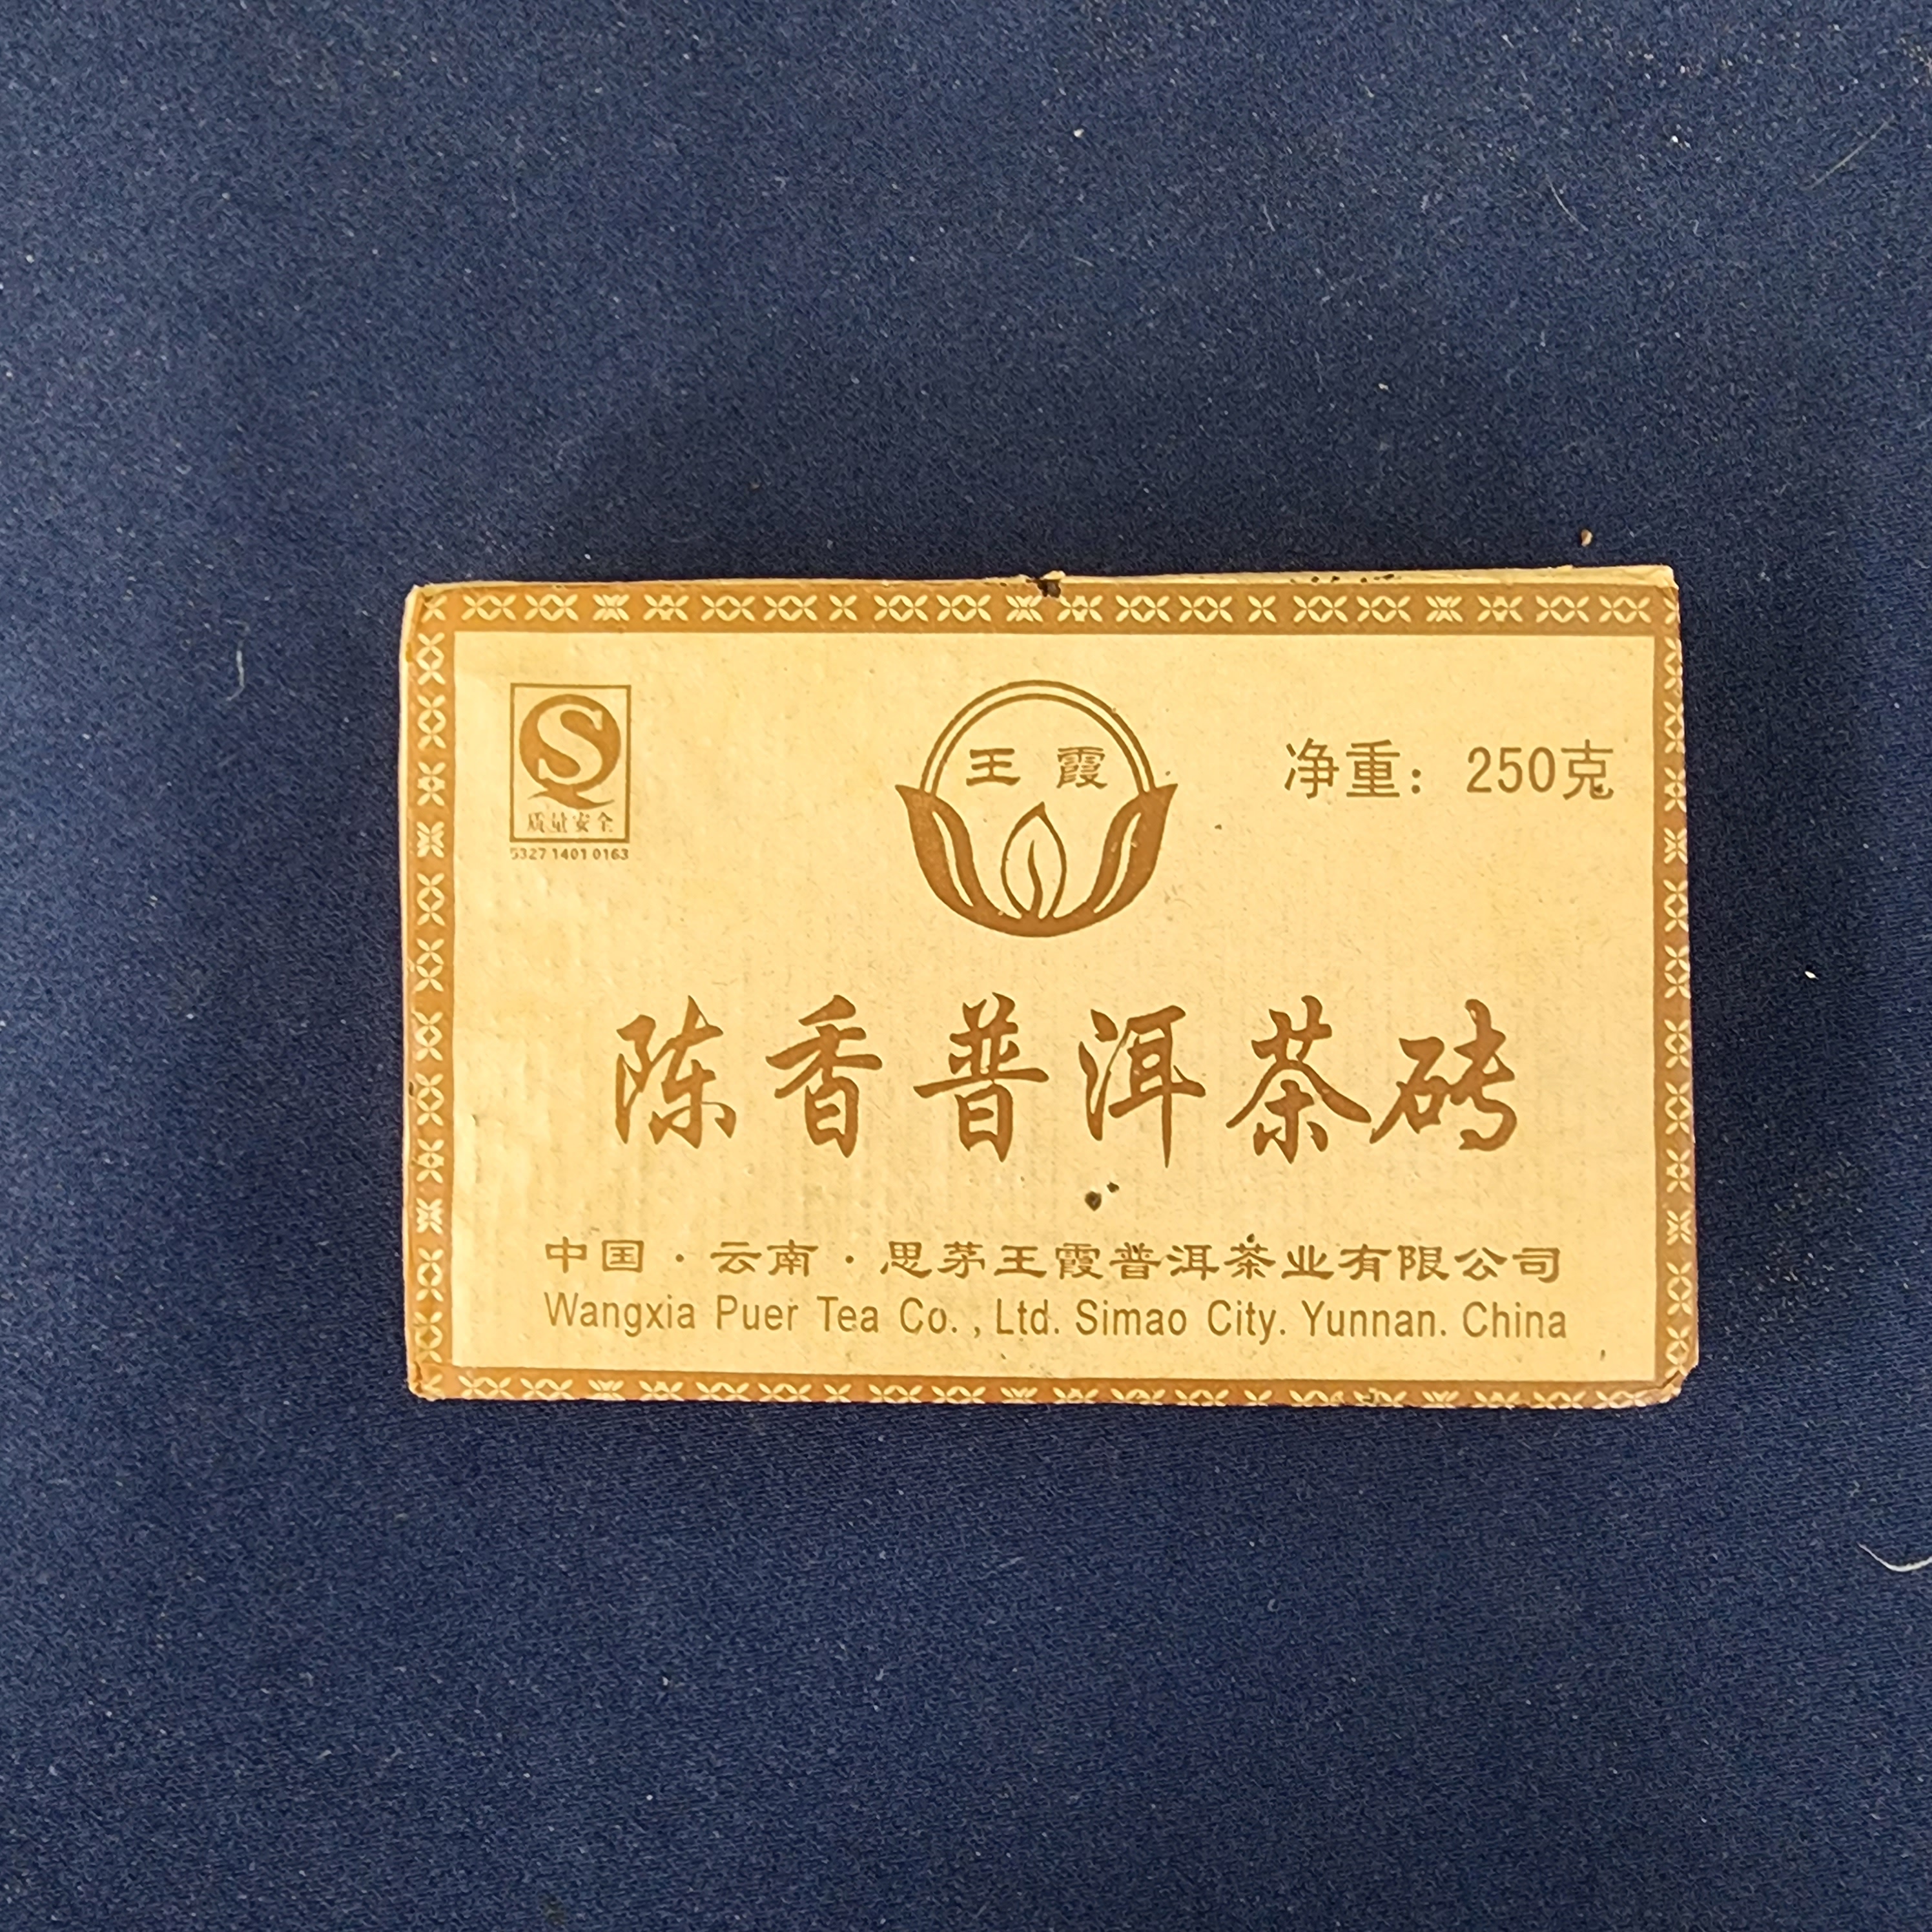 王霞
净重：250克
质量安全
5327 1401 0163
陈香普洱茶砖
中国·云南·思茅王霞普洱茶业有限公司
Wangxia Puer Tea Co. , Ltd. Simao City. Yunnan. China